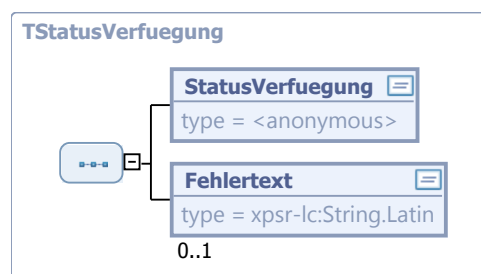 TStatusVerfuegung
StatusVerfuegung
type = <anonymous>
Fehlertext
type = xpsr-lc:String.Latin
0..1